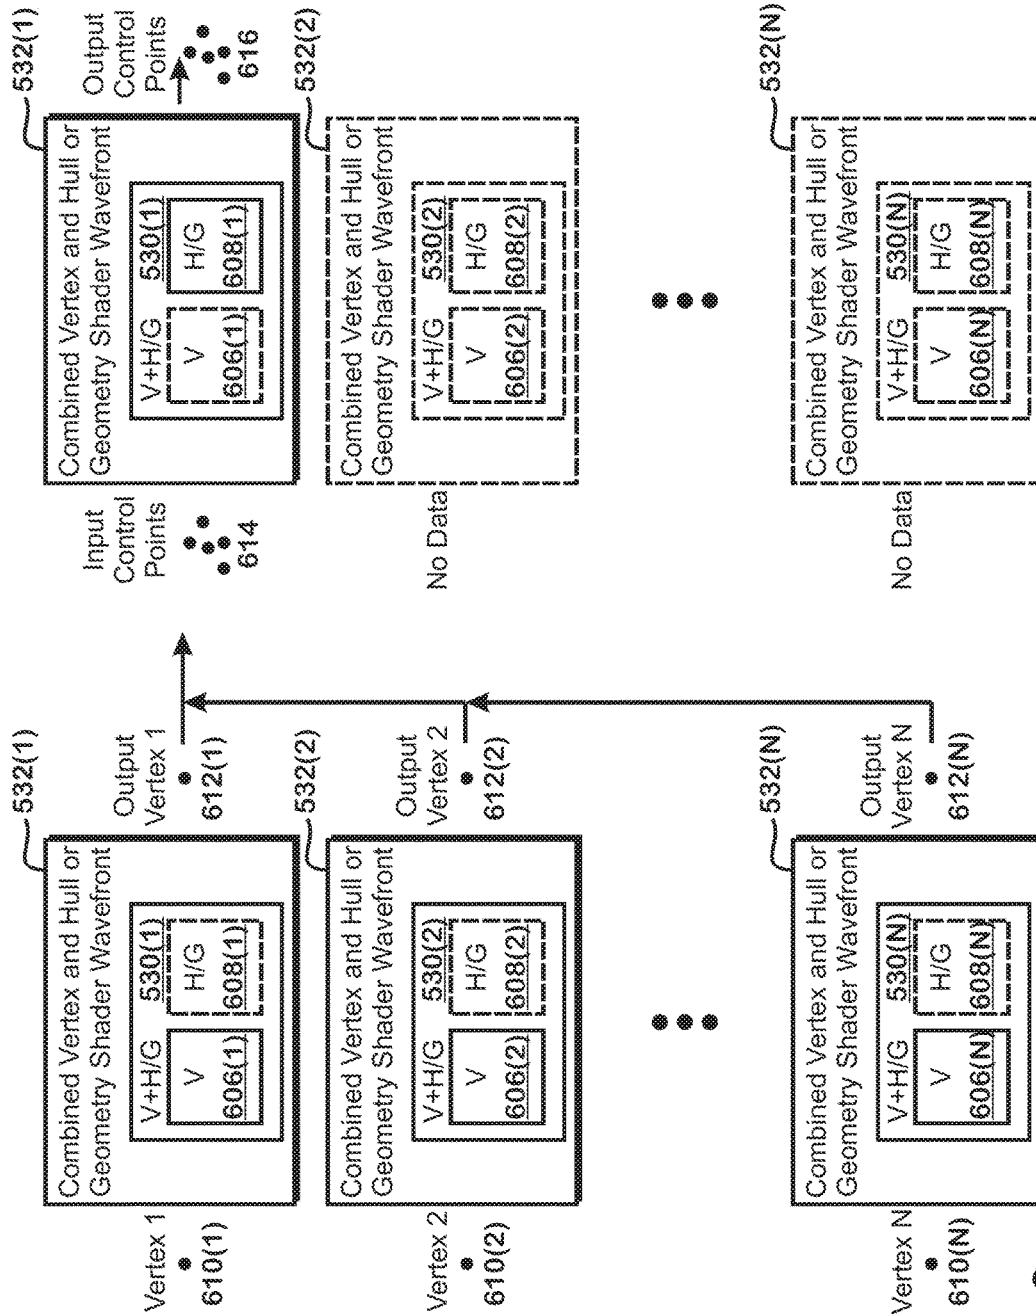 Vertex 1
610(1)
Combined Vertex and Hull or
Geometry Shader Wavefront
V+H/G
530(1)
V
606(1)
H/G
608(1)
532(1)
Output
Vertex 1
612(1)
Vertex 2
610(2)
Combined Vertex and Hull or
Geometry Shader Wavefront
V+H/G
530(2)
V
606(2)
H/G
608(2)
532(2)
Output
Vertex 2
612(2)
Vertex N
610(N)
Combined Vertex and Hull or
Geometry Shader Wavefront
V+H/G
530(N)
V
606(N)
H/G
608(N)
532(N)
Output
Vertex N
612(N)
Input
Control
Points
614
Combined Vertex and Hull or
Geometry Shader Wavefront
V+H/G
530(1)
V
606(1)
H/G
608(1)
532(1)
Output
Control
Points
616
No Data
Combined Vertex and Hull or
Geometry Shader Wavefront
V+H/G
530(2)
V
606(2)
H/G
608(2)
532(2)
No Data
Combined Vertex and Hull or
Geometry Shader Wavefront
V+H/G
530(N)
V
606(N)
H/G
608(N)
532(N)